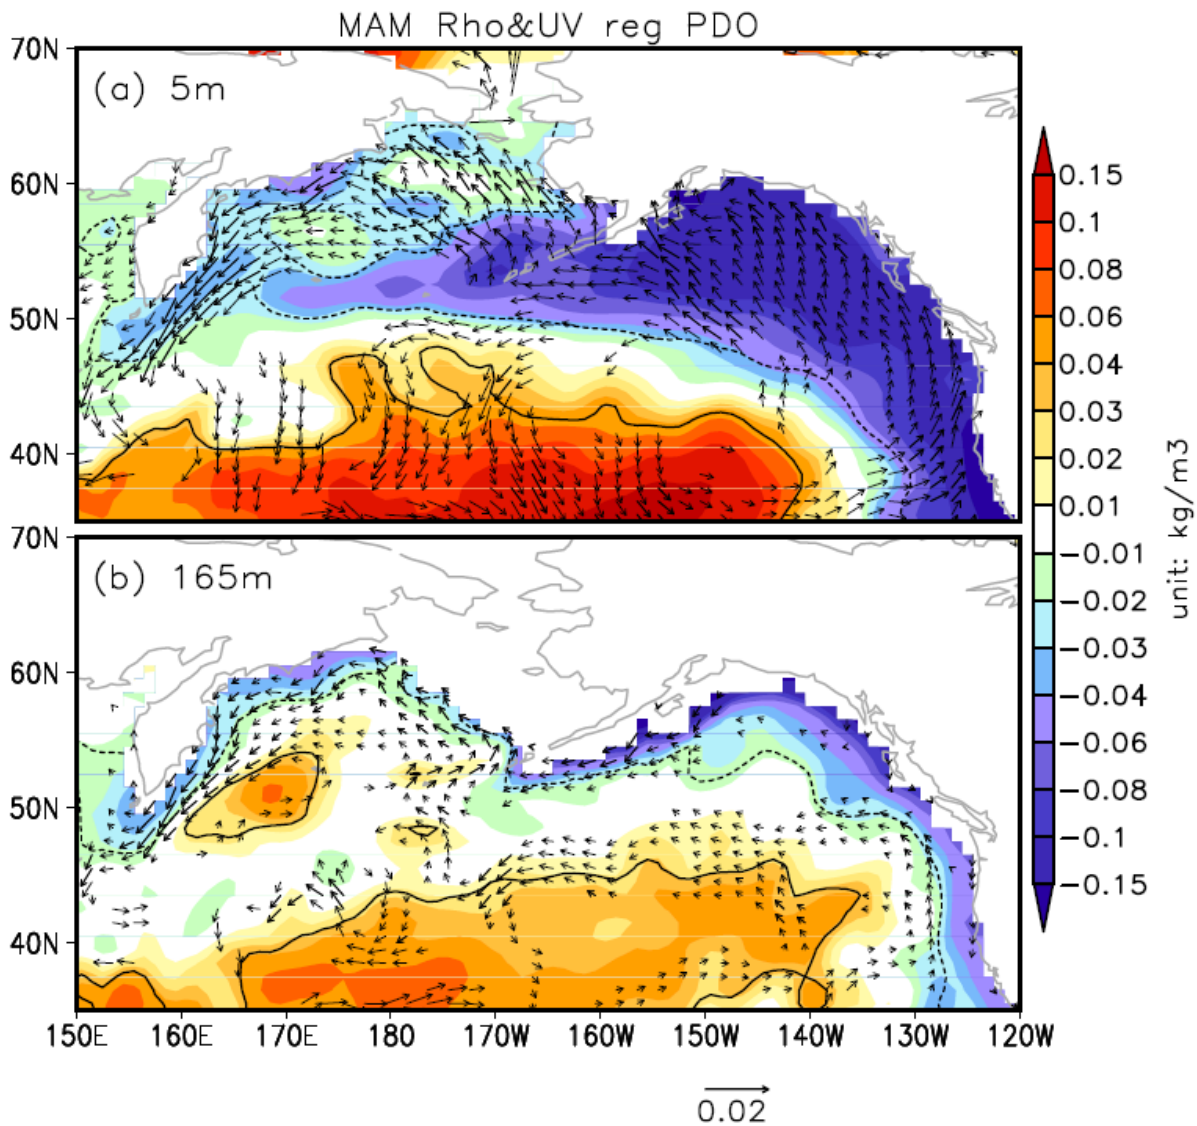 MAM Rho&UV reg PDO
70N
(a) 5m
60N
50N
40N
70N
(b) 165m
60N
50N
40N
150E 160E 170E 180 170W 160W 150W 140W 130W 120W
0.02
0.15
0.1
0.08
0.06
0.04
0.03
0.02
0.01
-0.01
-0.02
-0.03
-0.04
-0.06
-0.08
-0.1
-0.15
unit: kg/m3